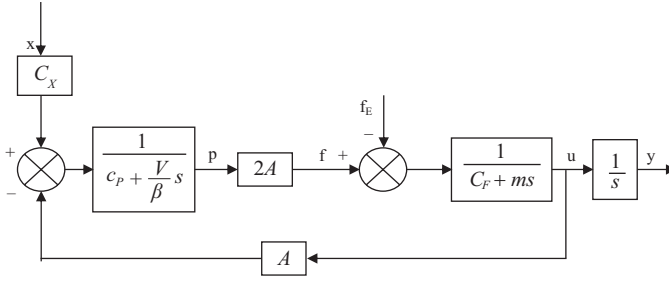 x
C_X
f_E
+
−
−
1 / (c_P + (V/β) s)
p
2A
f
+
1 / (C_F + ms)
u
1/s
y
A